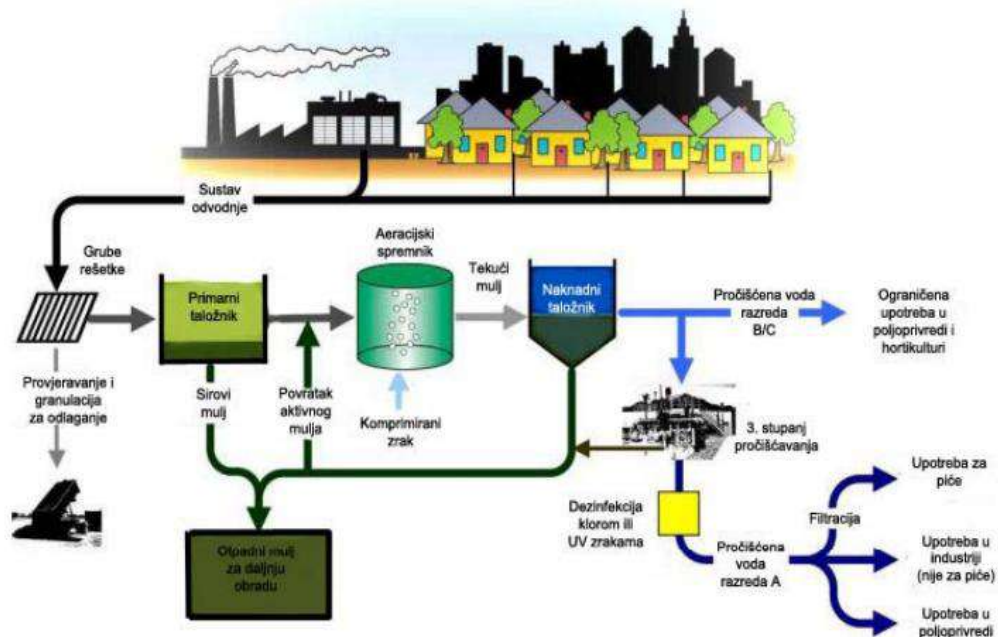 Sustav
odvodnje
Grube
rešetke
Primarni
taložnik
Aeracijski
spremnik
Tekući
mulj
Naknadni
taložnik
Pročišćena voda
razreda
B/C
Ograničena
upotreba u
poljoprivredi i
hortikulturi
Provjeravanje i
granulacija
za odlaganje
Sirovi
mulj
Povratak
aktivnog
mulja
Komprimirani
zrak
3. stupanj
pročišćavanja
Otpadni mulj
za daljnju
obradu
Dezinfekcija
klorom ili
UV zrakama
Pročišćena
voda
razreda A
Filtracija
Upotreba za
piće
Upotreba u
industriji
(nije za piće)
Upotreba u
poljoprivredi